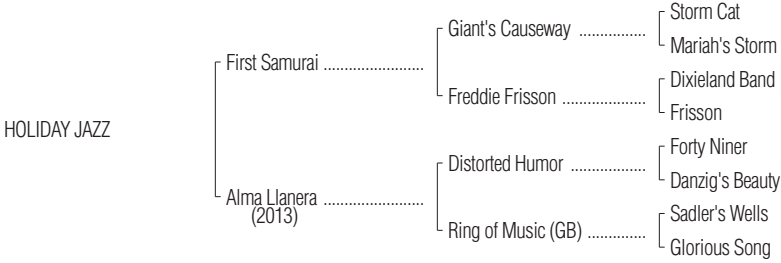 HOLIDAY JAZZ
First Samurai ........................
Alma Llanera ........................
(2013)
Giant's Causeway ................
Freddie Frisson ....................
Distorted Humor ..................
Ring of Music (GB) ..............
Storm Cat
Mariah's Storm
Dixieland Band
Frisson
Forty Niner
Danzig's Beauty
Sadler's Wells
Glorious Song